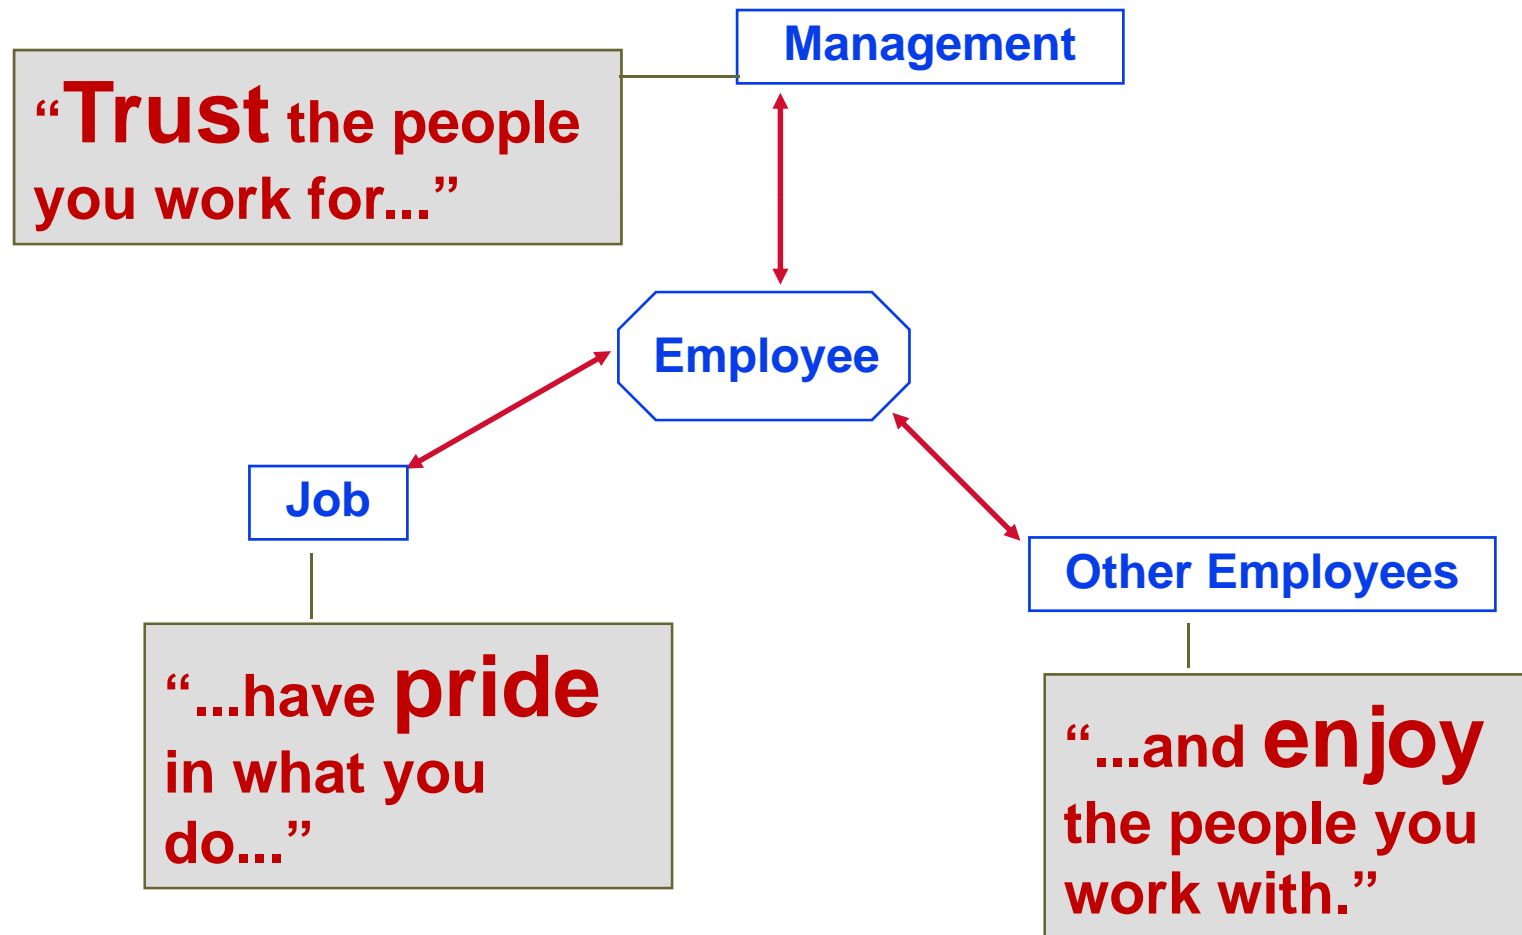 Management
“Trust the people
you work for...”
Employee
Job
Other Employees
“...have pride
in what you
do...”
“...and enjoy
the people you
work with.”